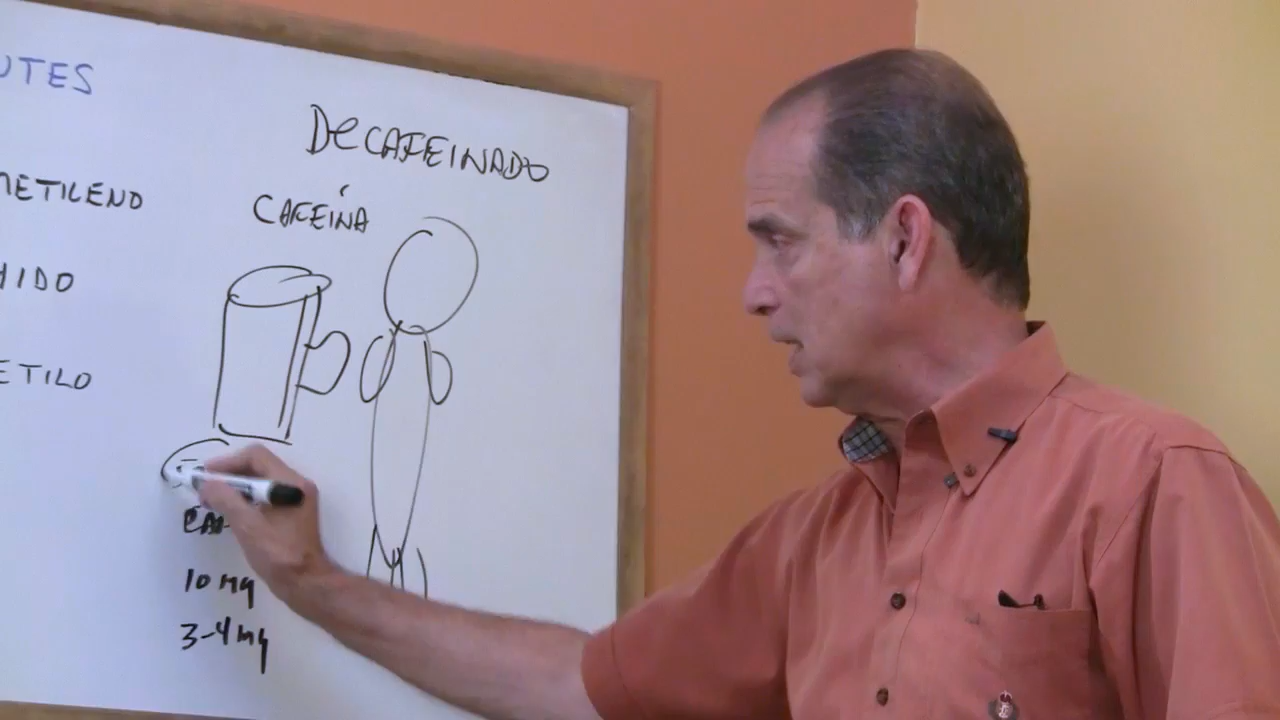 UTES
DECAFEINADO
METILENO
CAFEÍNA
HIDO
ETILO
10 mg
3-4 mg